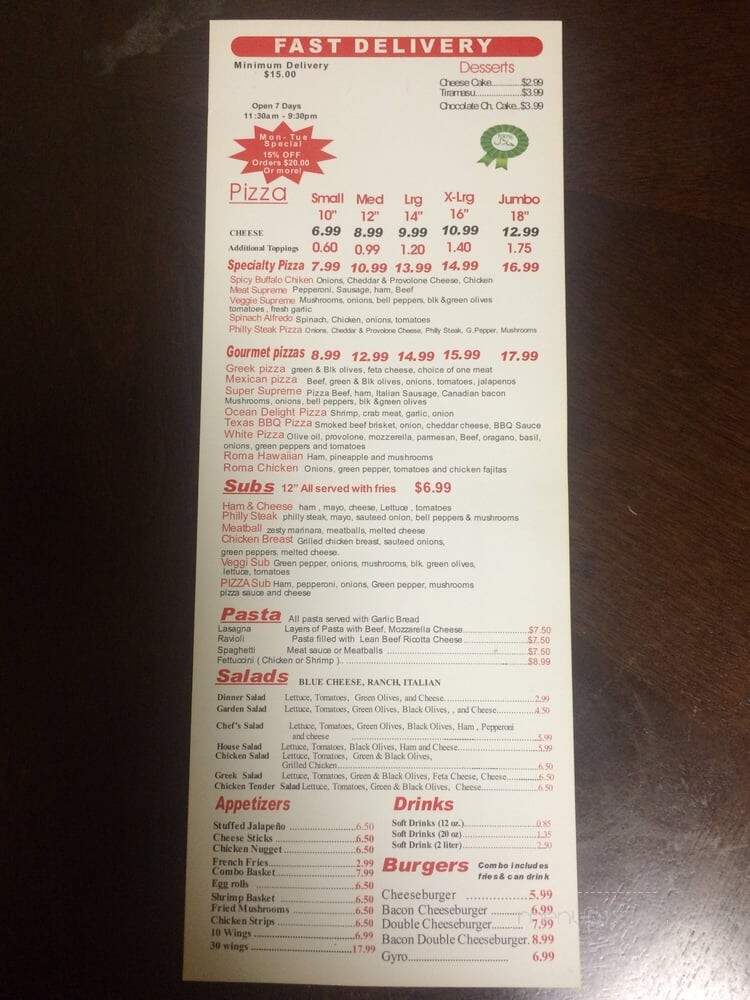 FAST DELIVERY
Minimum Delivery
$15.00
Desserts
Cheese Cake..........$2.99
Tiramasu................$3.99
Chocolate Ch. Cake..$3.99
Open 7 Days
11:30am - 9:30pm
Mon-Tue
Special
15% OFF
Orders $20.00
Or more!
Pizza Small Med Lrg X-Lrg Jumbo
10" 12" 14" 16" 18"
CHEESE 6.99 8.99 9.99 10.99 12.99
Additional Toppings 0.60 0.99 1.20 1.40 1.75
Specialty Pizza 7.99 10.99 13.99 14.99 16.99
Spicy Buffalo Chiken Onions, Cheddar & Provolone Cheese, Chicken
Meat Supreme Pepperoni, Sausage, ham, Beef
Veggie Supreme Mushrooms, onions, bell peppers, blk &green olives
tomatoes , fresh garlic
Spinach Alfredo Spinach, Chicken, onions, tomatoes
Philly Steak Pizza Onions, Cheddar & Provolone Cheese, Philly Steak, G.Pepper, Mushrooms
Gourmet pizzas 8.99 12.99 14.99 15.99 17.99
Greek pizza green & Blk olives, feta cheese, choice of one meat
Mexican pizza Beef, green & Blk olives, onions, tomatoes, jalapenos
Super Supreme Pizza Beef, ham, Italian Sausage, Canadian bacon
Mushrooms, onions, bell peppers, blk &green olives
Ocean Delight Pizza Shrimp, crab meat, garlic, onion
Texas BBQ Pizza Smoked beef brisket, onion, cheddar cheese, BBQ Sauce
White Pizza Olive oil, provolone, mozzerella, parmesan, Beef, oragano, basil,
onions, green peppers and tomatoes
Roma Hawaiian Ham, pineapple and mushrooms
Roma Chicken Onions, green pepper, tomatoes and chicken fajitas
Subs 12" All served with fries $6.99
Ham & Cheese ham , mayo, cheese, Lettuce , tomatoes
Philly Steak philly steak, mayo, sauteed onion, bell peppers & mushrooms
Meatball zesty marinara, meatballs, melted cheese
Chicken Breast Grilled chicken breast, sauteed onions,
green peppers, melted cheese.
Veggi Sub Green pepper, onions, mushrooms, blk. green olives,
lettuce, tomatoes
PIZZA Sub Ham, pepperoni, onions, Green pepper, mushrooms
pizza sauce and cheese
Pasta All pasta served with Garlic Bread
Lasagna Layers of Pasta with Beef, Mozzarella Cheese................$7.50
Ravioli Pasta filled with Lean Beef Ricotta Cheese................$7.50
Spaghetti Meat sauce or Meatballs ................$7.50
Fettuccini ( Chicken or Shrimp )................$8.99
Salads BLUE CHEESE, RANCH, ITALIAN
Dinner Salad Lettuce, Tomatoes, Green Olives, and Cheese................2.99
Garden Salad Lettuce, Tomatoes, Green Olives, Black Olives, , and Cheese............4.50
Chef's Salad Lettuce, Tomatoes, Green Olives, Black Olives, Ham , Pepperoni
and cheese ................5.99
House Salad Lettuce, Tomatoes, Black Olives, Ham and Cheese................5.99
Chicken Salad Lettuce, Tomatoes, Green & Black Olives,
Grilled Chicken................6.50
Greek Salad Lettuce, Tomatoes, Green & Black Olives, Feta Cheese, Cheese............6.50
Chicken Tender Salad Lettuce, Tomatoes, Green & Black Olives, Cheese................6.50
Appetizers
Stuffed Jalapeño ................6.50
Cheese Sticks ................6.50
Chicken Nugget................6.50
French Fries................2.99
Combo Basket................7.99
Egg rolls ................6.50
Shrimp Basket ................6.50
Fried Mushrooms ................6.50
Chicken Strips ................6.50
10 Wings ................6.99
30 wings ................17.99
Drinks
Soft Drinks (12 oz.)................0.85
Soft Drinks (20 oz)................1.35
Soft Drink (2 liter)................2.50
Burgers Combo includes
fries & can drink
Cheeseburger ................5.99
Bacon Cheeseburger .......... 6.99
Double Cheeseburger.......... 7.99
Bacon Double Cheeseburger. 8.99
Gyro................ 6.99